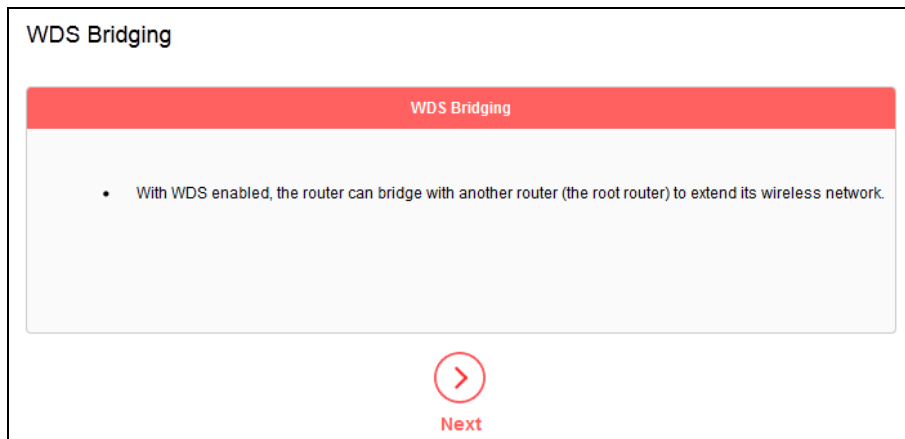 WDS Bridging
WDS Bridging
• With WDS enabled, the router can bridge with another router (the root router) to extend its wireless network.
Next